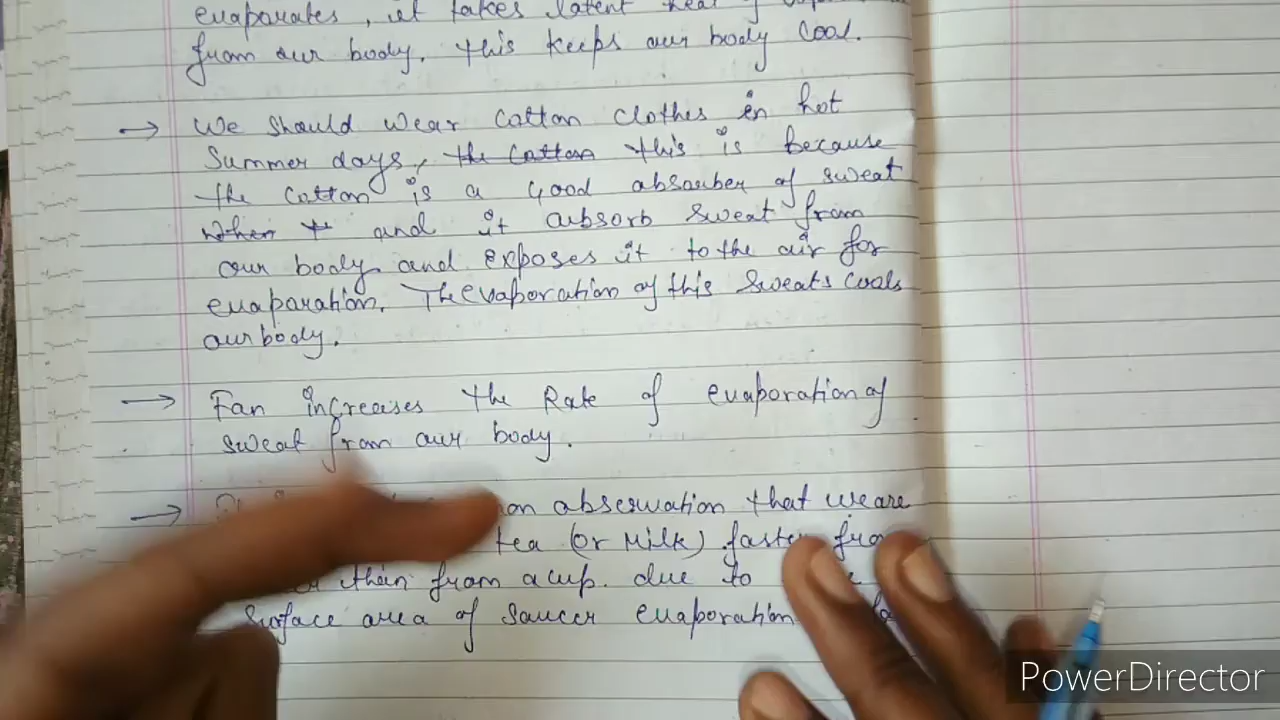 evaporates, it takes latent heat
from our body. This keeps our body cool.
→ We should wear cotton clothes in hot
summer days, the cotton this is because
the cotton is a good absorber of sweat
when and it absorb sweat from
our body and exposes it to the air for
evaporation. The evaporation of this sweats cools
our body.
→ Fan increases the Rate of evaporation of
sweat from our body.
→ observation that we are
tea (or Milk) faster
than from a cup. due to
surface area of saucer evaporation
PowerDirector